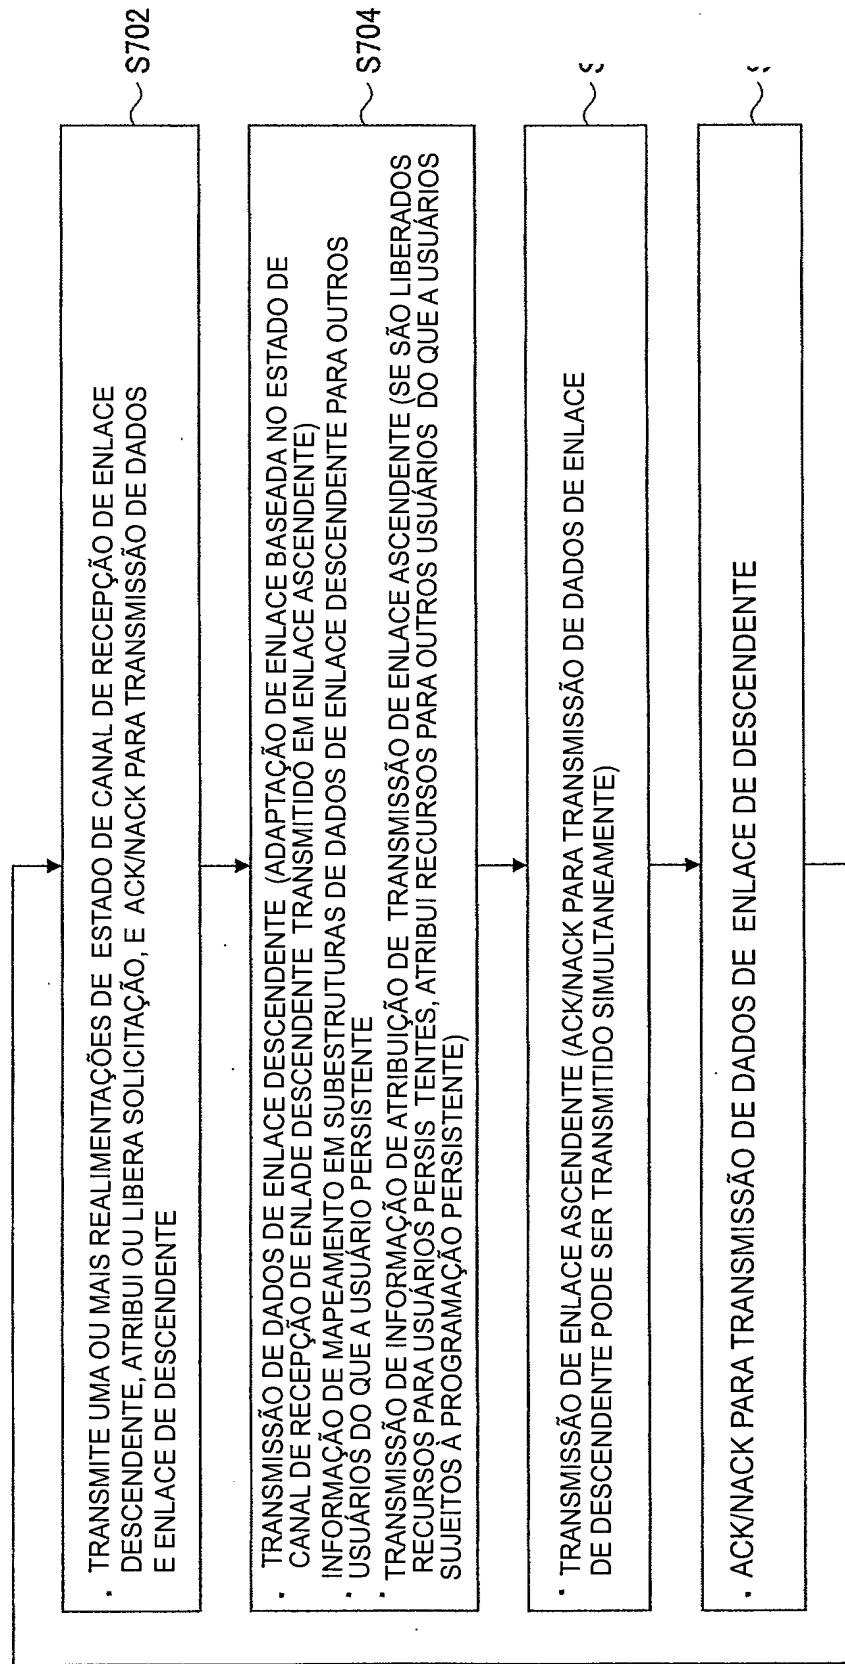 S702
· TRANSMITE UMA OU MAIS REALIMENTAÇÕES DE ESTADO DE CANAL DE RECEPÇÃO DE ENLACE
DESCENDENTE, ATRIBUI OU LIBERA SOLICITAÇÃO, E ACK/NACK PARA TRANSMISSÃO DE DADOS
E ENLACE DE DESCENDENTE
S704
· TRANSMISSÃO DE DADOS DE ENLACE DESCENDENTE (ADAPTAÇÃO DE ENLACE BASEADA NO ESTADO DE
CANAL DE RECEPÇÃO DE ENLADE DESCENDENTE TRANSMITIDO EM ENLACE ASCENDENTE)
· INFORMAÇÃO DE MAPEAMENTO EM SUBESTRUTURAS DE DADOS DE ENLACE DESCENDENTE PARA OUTROS
USUÁRIOS DO QUE A USUÁRIO PERSISTENTE
· TRANSMISSÃO DE INFORMAÇÃO DE ATRIBUIÇÃO DE TRANSMISSÃO DE ENLACE ASCENDENTE (SE SÃO LIBERADOS
RECURSOS PARA USUÁRIOS PERSIS TENTES, ATRIBUI RECURSOS PARA OUTROS USUÁRIOS DO QUE A USUÁRIOS
SUJEITOS À PROGRAMAÇÃO PERSISTENTE)
· TRANSMISSÃO DE ENLACE ASCENDENTE (ACK/NACK PARA TRANSMISSÃO DE DADOS DE ENLACE
DE DESCENDENTE PODE SER TRANSMITIDO SIMULTANEAMENTE)
· ACK/NACK PARA TRANSMISSÃO DE DADOS DE ENLACE DE DESCENDENTE